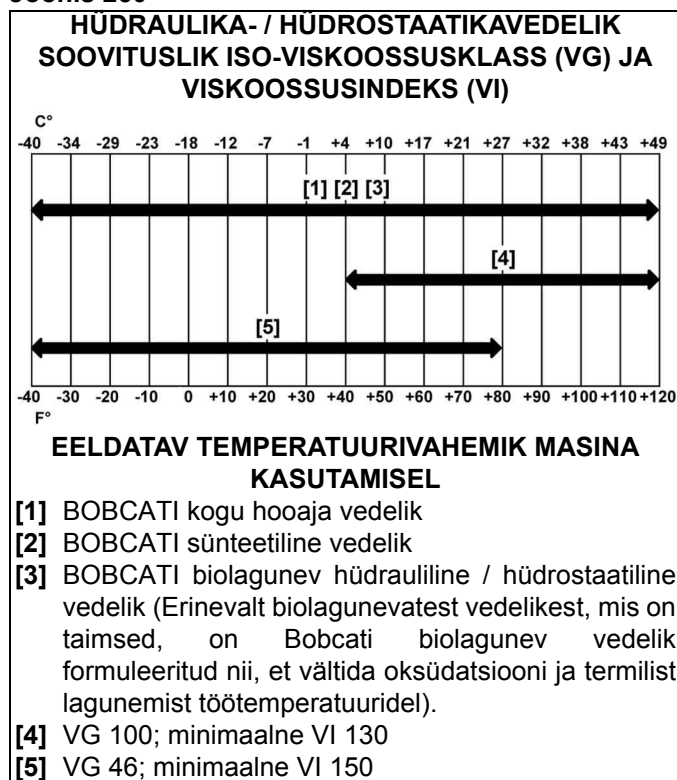 HÜDRAULIKA- / HÜDROSTAATIKAVEDELIK
SOOVITUSLIK ISO-VISKOOSSUSKLASS (VG) JA
VISKOOSSUSINDEKS (VI)
C°
-40 -34 -29 -23 -18 -12 -7 -1 +4 +10 +17 +21 +27 +32 +38 +43 +49
[1] [2] [3]
[4]
[5]
-40 -30 -20 -10 0 +10 +20 +30 +40 +50 +60 +70 +80 +90 +100 +110 +120
F°
EELDATAV TEMPERATUURIVAHEMIK MASINA
KASUTAMISEL
[1] BOBCATI kogu hooaja vedelik
[2] BOBCATI sünteetiline vedelik
[3] BOBCATI biolagunev hüdrauliline / hüdrostaatiline
vedelik (Erinevalt biolagunevatest vedelikest, mis on
taimsed, on Bobcati biolagunev vedelik
formuleeritud nii, et vältida oksüdatsiooni ja termilist
lagunemist töötemperatuuridel).
[4] VG 100; minimaalne VI 130
[5] VG 46; minimaalne VI 150